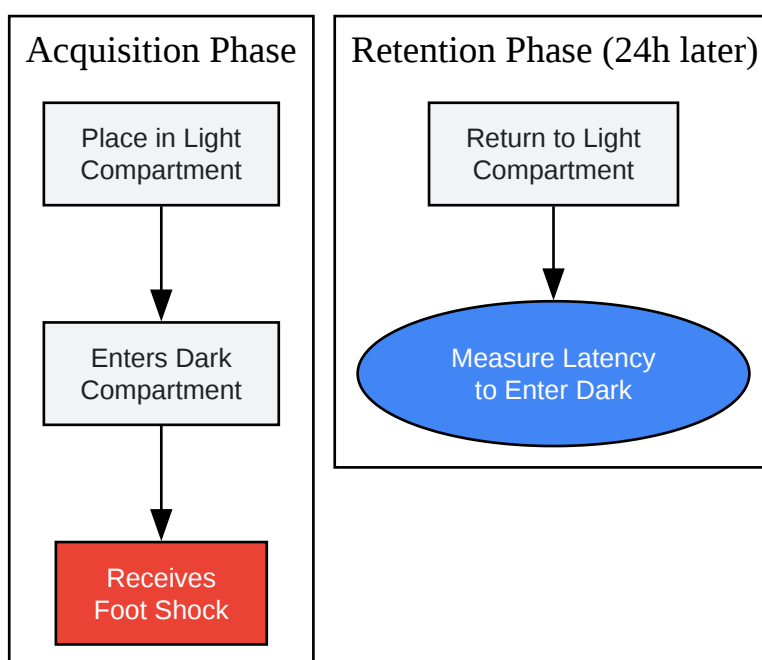 Acquisition Phase
Place in Light
Compartment
Enters Dark
Compartment
Receives
Foot Shock
Retention Phase (24h later)
Return to Light
Compartment
Measure Latency
to Enter Dark